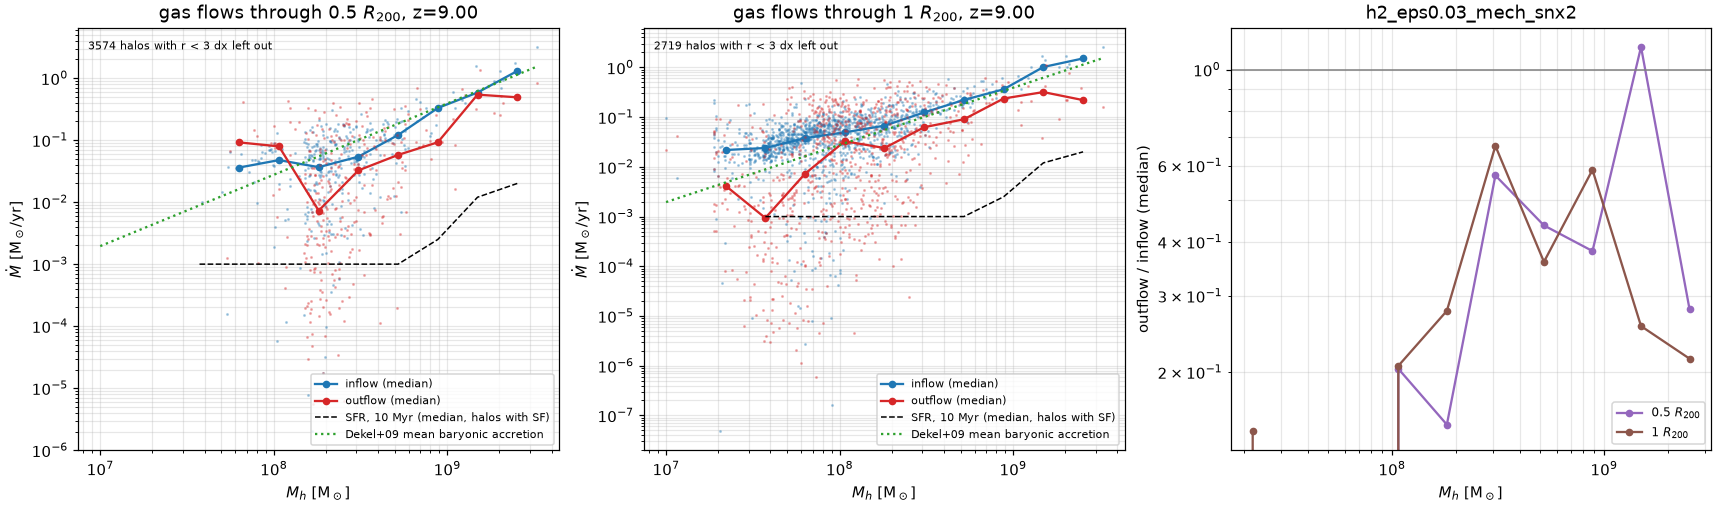 gas flows through 0.5 R₂₀₀, z=9.00
3574 halos with r < 3 dx left out
10⁰
10⁻¹
10⁻²
10⁻³
10⁻⁴
10⁻⁵
10⁻⁶
Ṁ [M⊙/yr]
inflow (median)
outflow (median)
SFR, 10 Myr (median, halos with SF)
Dekel+09 mean baryonic accretion
10⁷ 10⁸ 10⁹
Mₕ [M⊙]
gas flows through 1 R₂₀₀, z=9.00
2719 halos with r < 3 dx left out
10⁰
10⁻¹
10⁻²
10⁻³
10⁻⁴
10⁻⁵
10⁻⁶
10⁻⁷
Ṁ [M⊙/yr]
inflow (median)
outflow (median)
SFR, 10 Myr (median, halos with SF)
Dekel+09 mean baryonic accretion
10⁷ 10⁸ 10⁹
Mₕ [M⊙]
h2_eps0.03_mech_snx2
10⁰
6 × 10⁻¹
4 × 10⁻¹
3 × 10⁻¹
2 × 10⁻¹
outflow / inflow (median)
0.5 R₂₀₀
1 R₂₀₀
10⁸ 10⁹
Mₕ [M⊙]